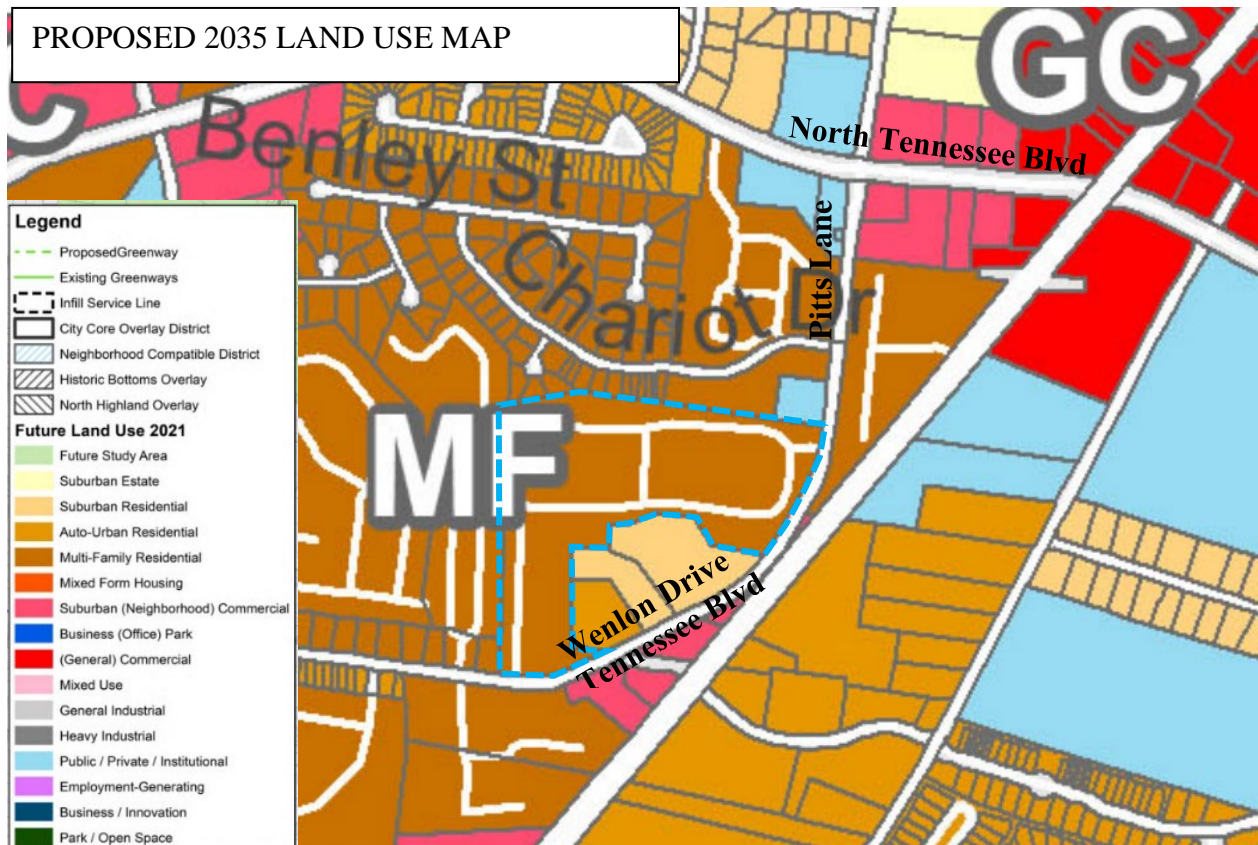 PROPOSED 2035 LAND USE MAP
GC
C
Benley St
North Tennessee Blvd
Legend
ProposedGreenway
Existing Greenways
Infill Service Line
City Core Overlay District
Neighborhood Compatible District
Historic Bottoms Overlay
North Highland Overlay
Future Land Use 2021
Future Study Area
Suburban Estate
Suburban Residential
Auto-Urban Residential
Multi-Family Residential
Mixed Form Housing
Suburban (Neighborhood) Commercial
Business (Office) Park
(General) Commercial
Mixed Use
General Industrial
Heavy Industrial
Public / Private / Institutional
Employment-Generating
Business / Innovation
Park / Open Space
Chariot Dr
Pitts Lane
MF
Wenlon Drive
Tennessee Blvd